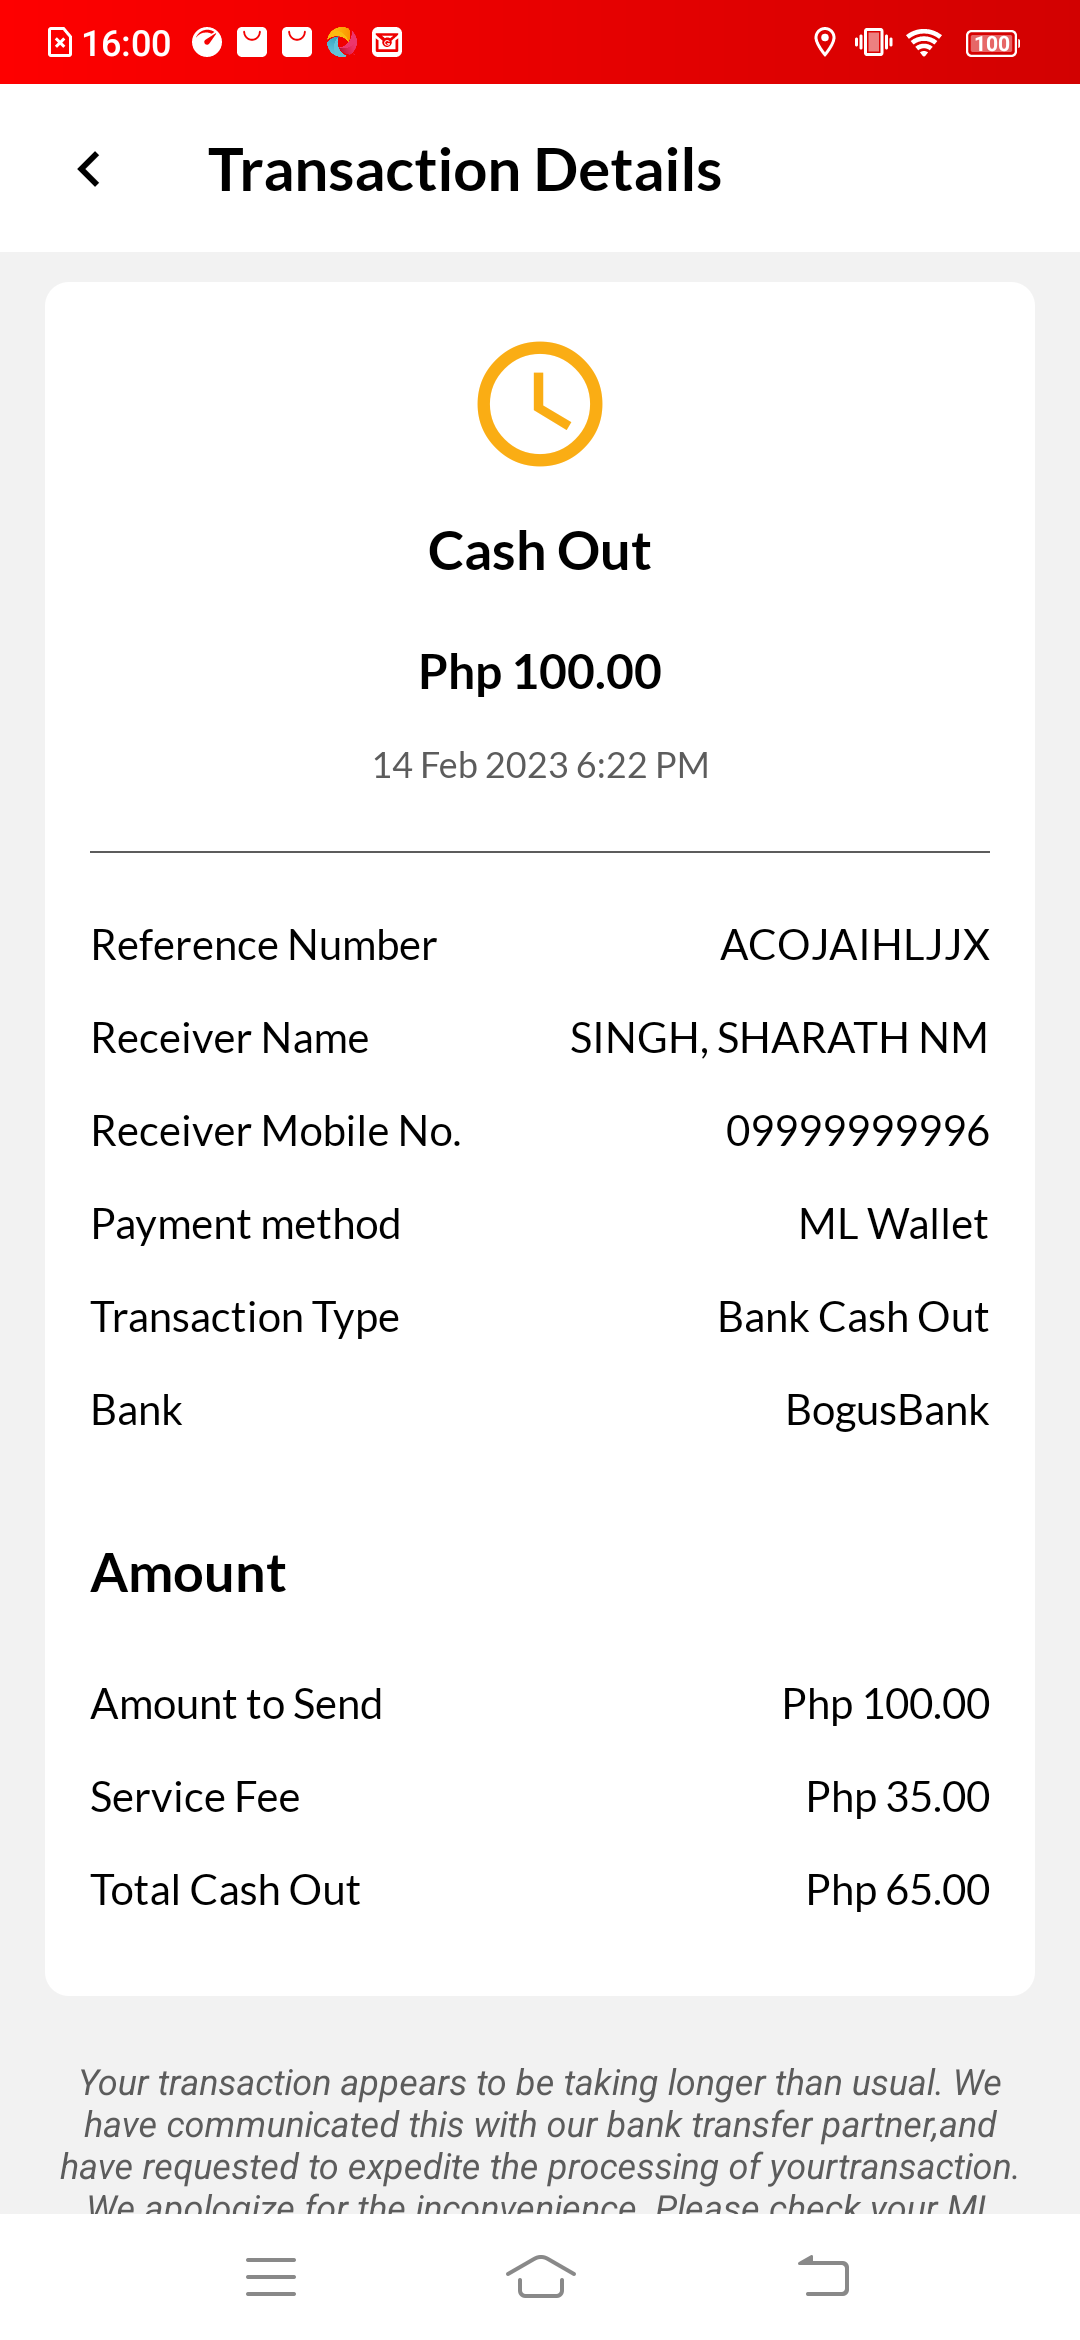 16:00
100
Transaction Details
Cash Out
Php 100.00
14 Feb 2023 6:22 PM
Reference Number ACOJAIHLJJX
Receiver Name SINGH, SHARATH NM
Receiver Mobile No. 09999999996
Payment method ML Wallet
Transaction Type Bank Cash Out
Bank BogusBank
Amount
Amount to Send Php 100.00
Service Fee Php 35.00
Total Cash Out Php 65.00
Your transaction appears to be taking longer than usual. We
have communicated this with our bank transfer partner,and
have requested to expedite the processing of yourtransaction.
We apologize for the inconvenience. Please check your ML